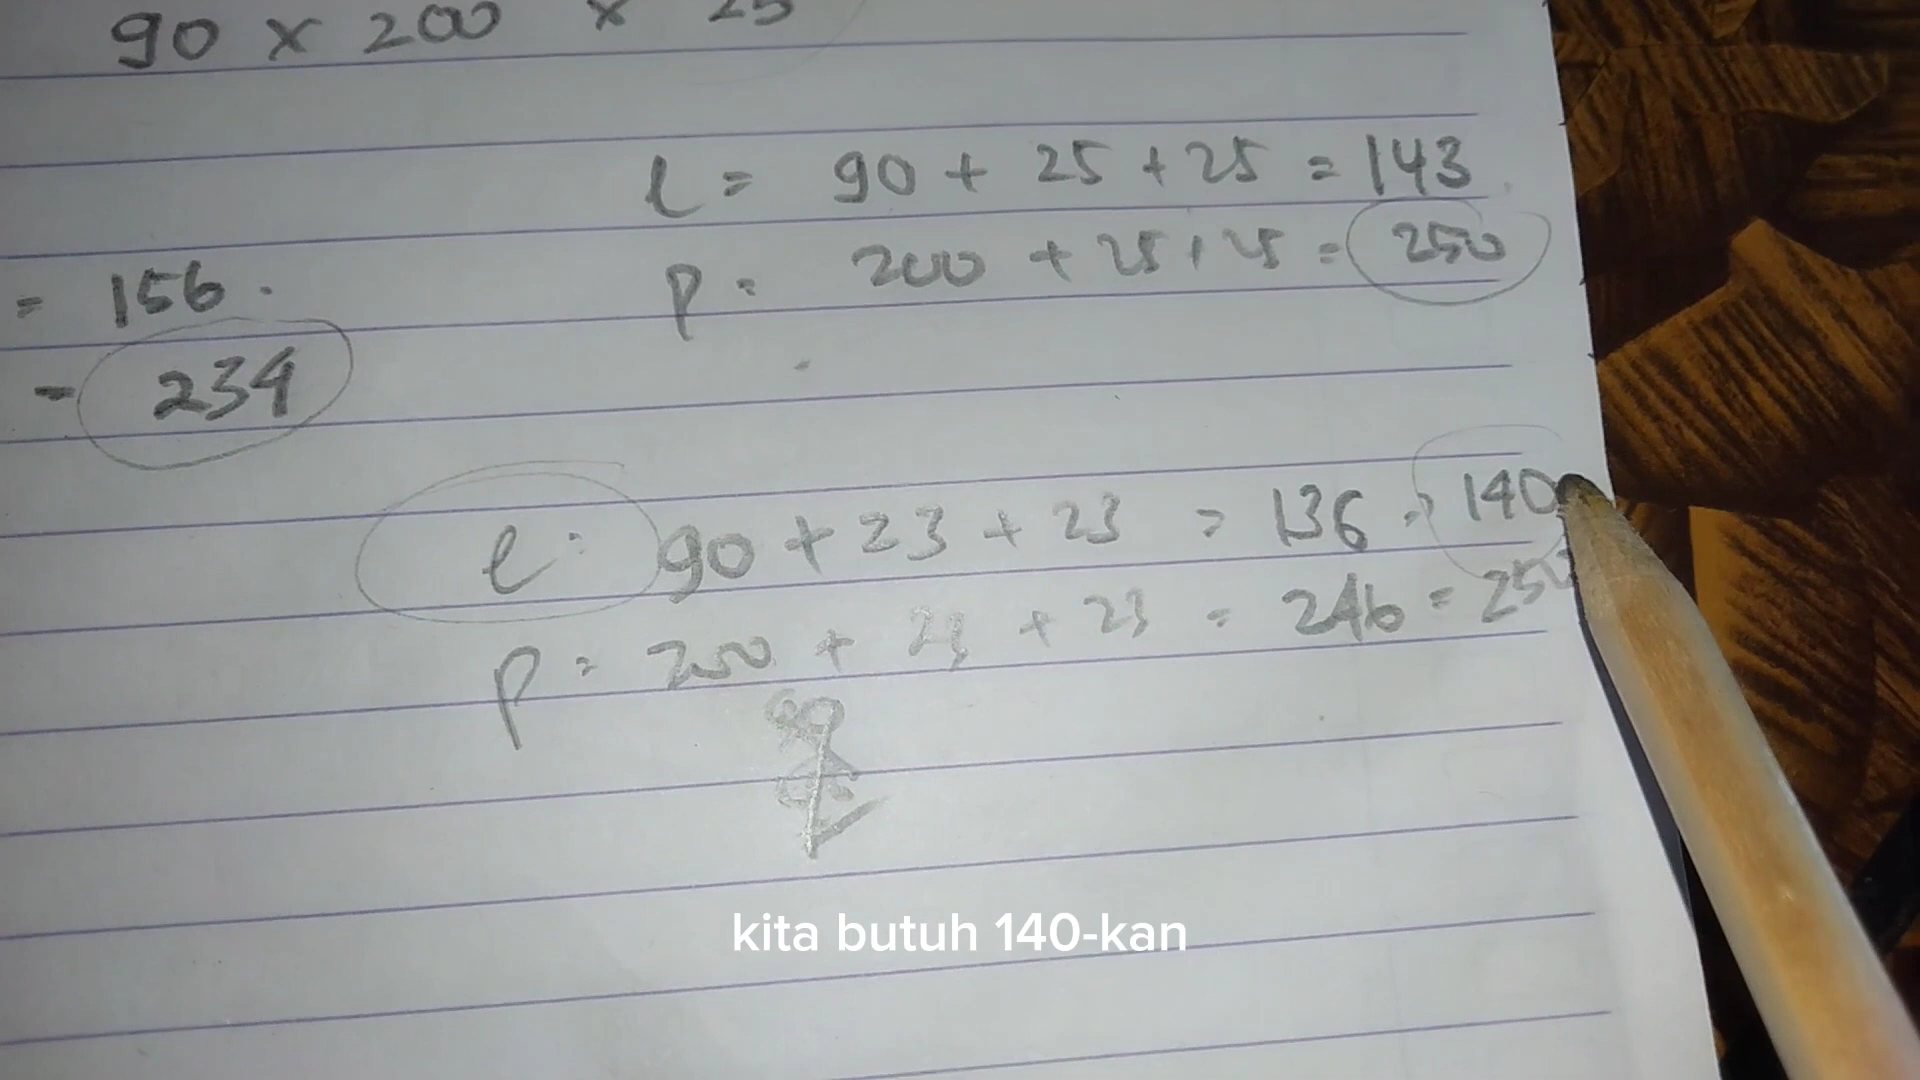 90 x 200 x 25
l = 90 + 25 + 25 = 143
p = 200 + 25 + 25 = 250
= 156.
= 234
l = 90 + 23 + 23 = 136 = 140
p = 200 + 23 + 23 = 246 = 250
kita butuh 140-kan